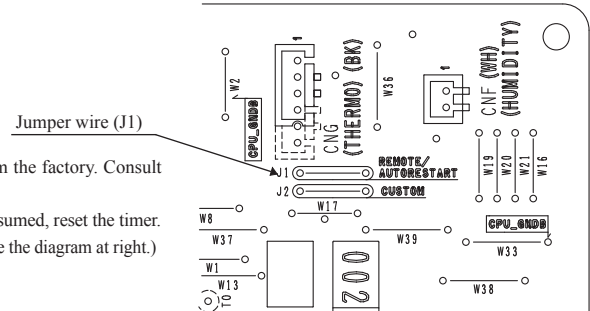 Jumper wire (J1)
m the factory. Consult
sumed, reset the timer.
e the diagram at right.)
1
W2
CPU_GNDB
CNG
(THERMO) (BK)
W36
1
CNF (WH)
(HUMIDITY)
J1
REMOTE/
AUTORESTART
J2
CUSTOM
W19
W20
W21
W16
CPU_GNDB
W8
W17
W37
W39
W33
W1
W13
TO
002
W38